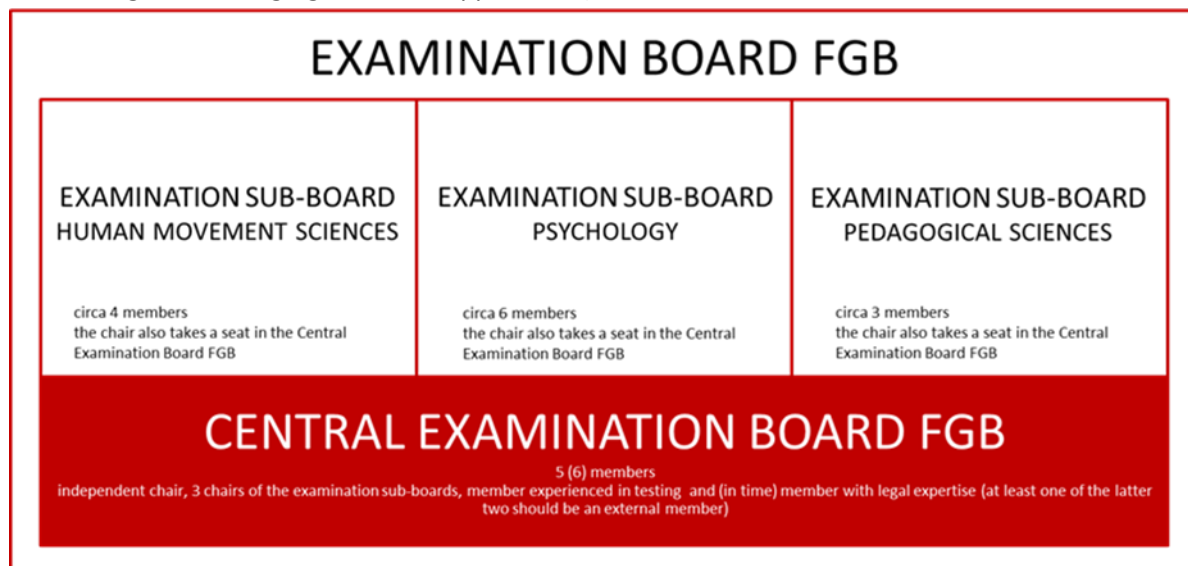 EXAMINATION BOARD FGB
EXAMINATION SUB-BOARD
HUMAN MOVEMENT SCIENCES
circa 4 members
the chair also takes a seat in the Central
Examination Board FGB
EXAMINATION SUB-BOARD
PSYCHOLOGY
circa 6 members
the chair also takes a seat in the Central
Examination Board FGB
EXAMINATION SUB-BOARD
PEDAGOGICAL SCIENCES
circa 3 members
the chair also takes a seat in the Central
Examination Board FGB
CENTRAL EXAMINATION BOARD FGB
5 (6) members
independent chair, 3 chairs of the examination sub-boards, member experienced in testing and (in time) member with legal expertise (at least one of the latter
two should be an external member)